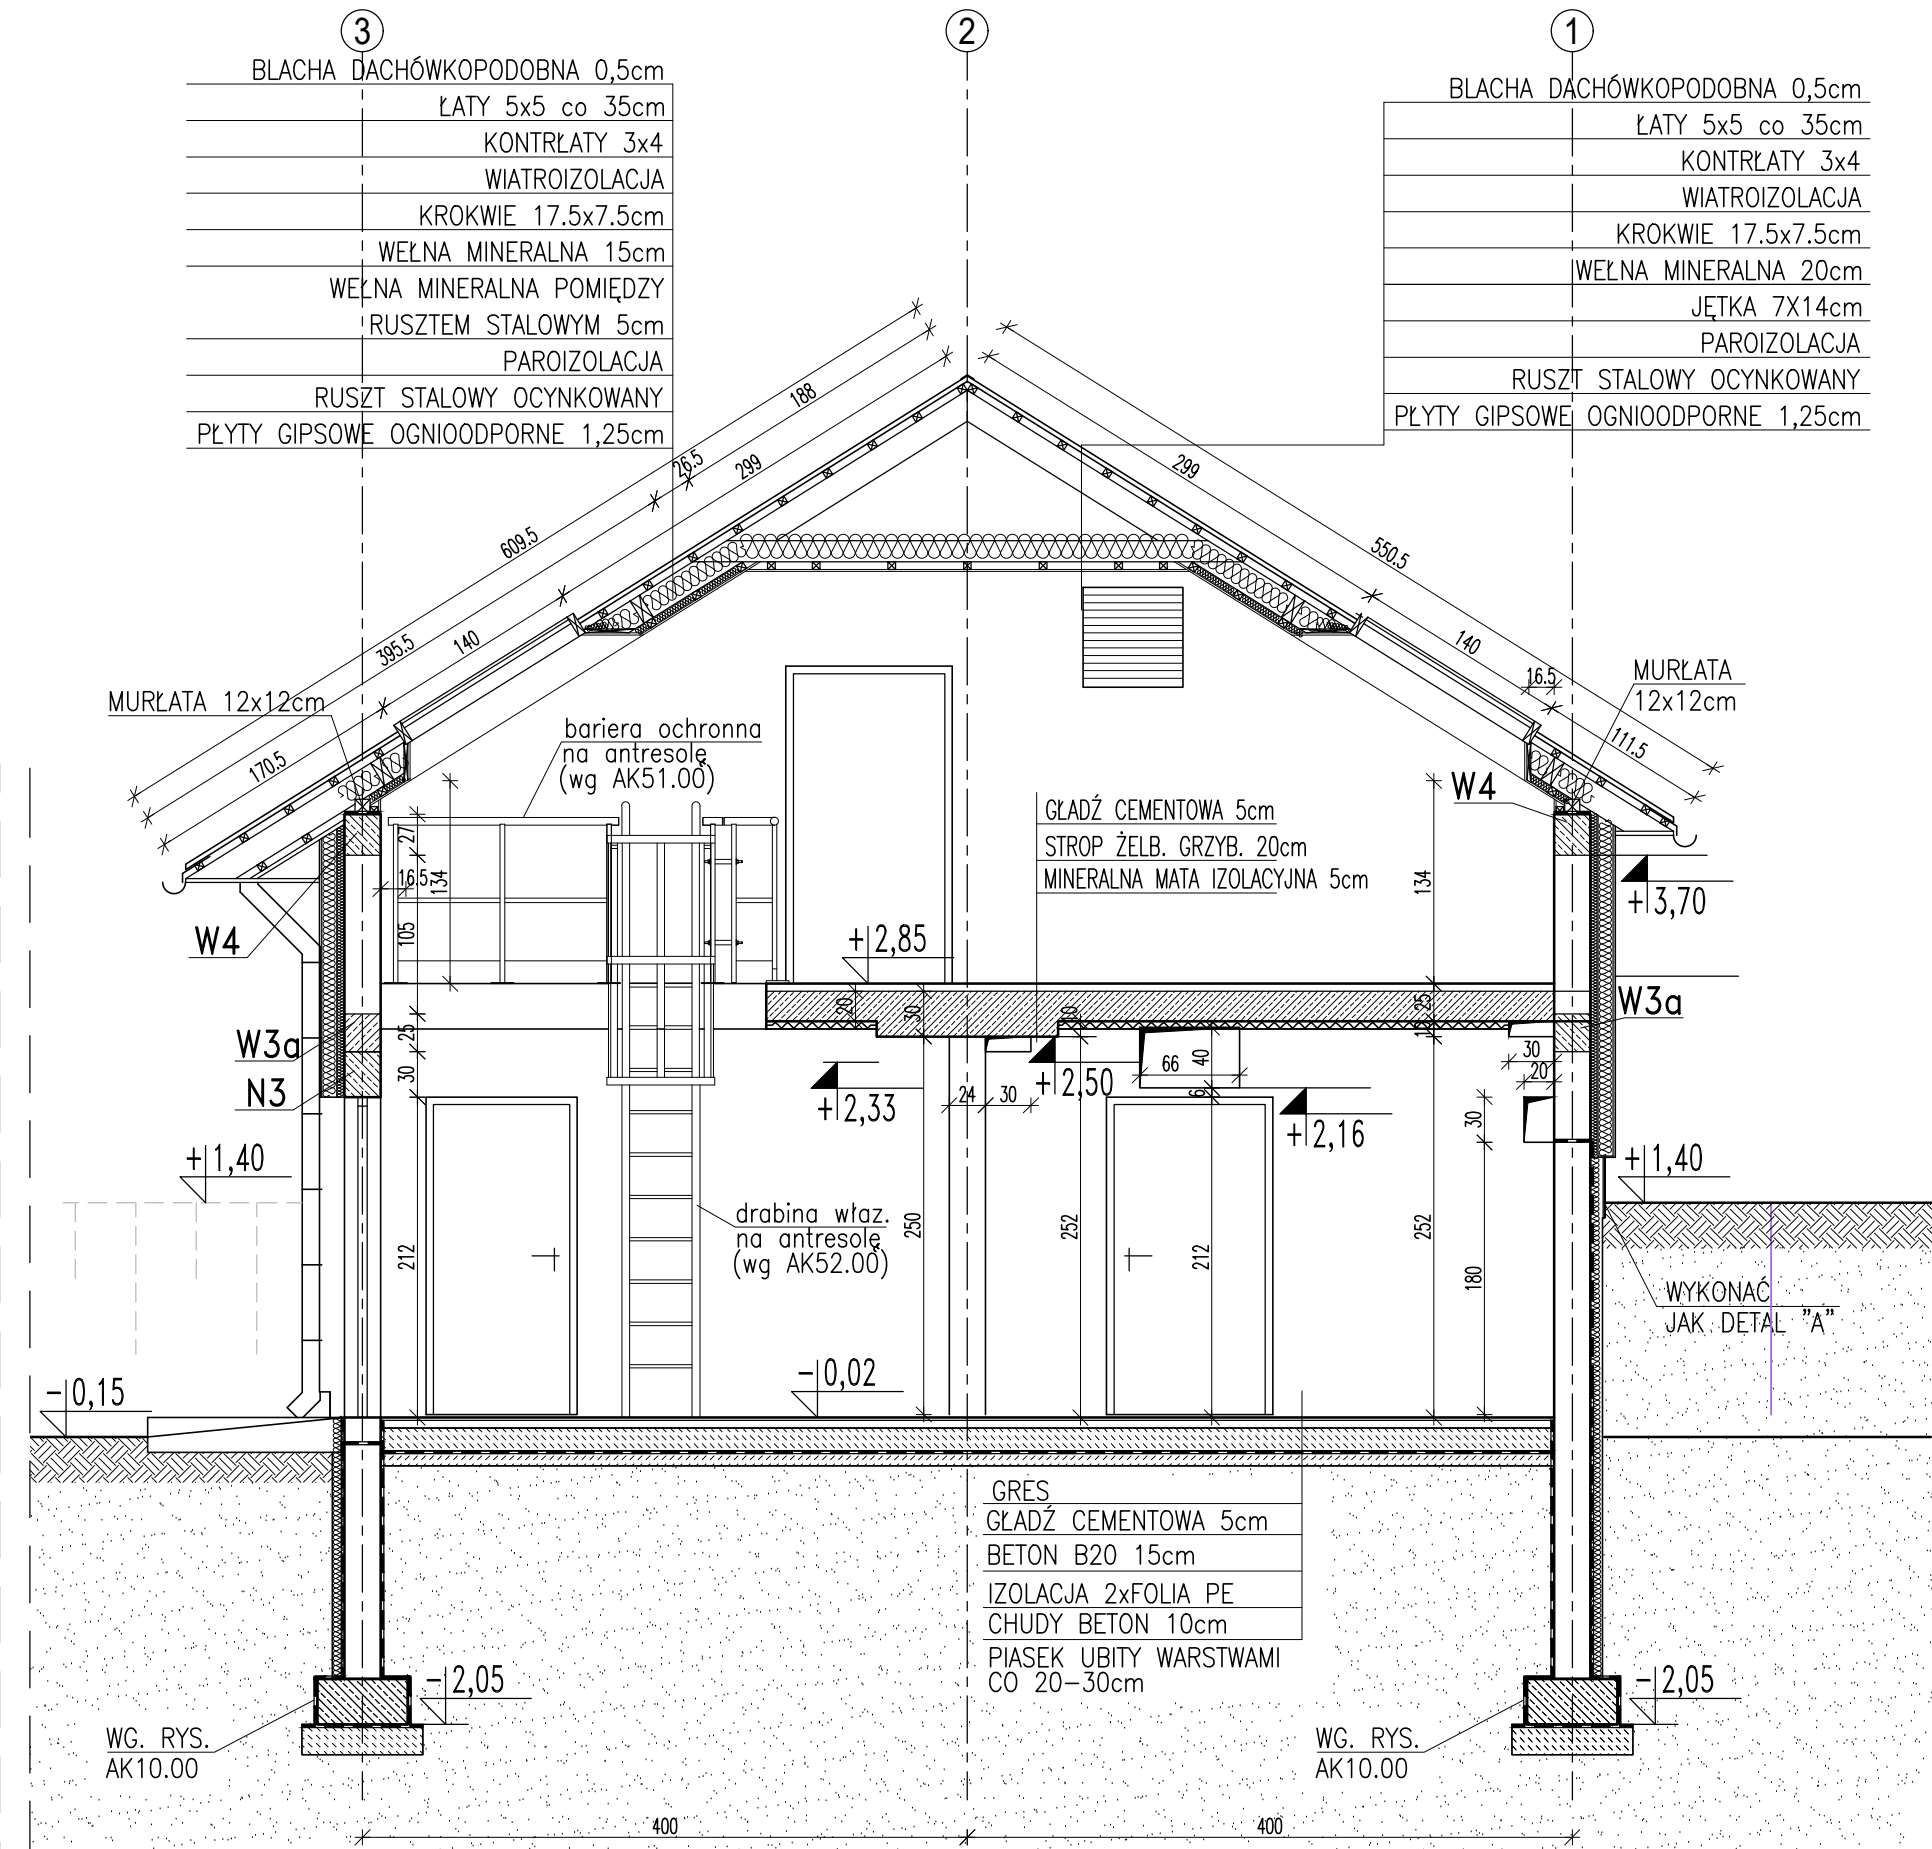 3
2
1
BLACHA DACHÓWKOPODOBNA 0,5cm
ŁATY 5x5 co 35cm
KONTRŁATY 3x4
WIATROIZOLACJA
KROKWIE 17.5x7.5cm
WEŁNA MINERALNA 15cm
WEŁNA MINERALNA POMIĘDZY
RUSZTEM STALOWYM 5cm
PAROIZOLACJA
RUSZT STALOWY OCYNKOWANY
PŁYTY GIPSOWE OGNIOODPORNE 1,25cm
BLACHA DACHÓWKOPODOBNA 0,5cm
ŁATY 5x5 co 35cm
KONTRŁATY 3x4
WIATROIZOLACJA
KROKWIE 17.5x7.5cm
WEŁNA MINERALNA 20cm
JĘTKA 7X14cm
PAROIZOLACJA
RUSZT STALOWY OCYNKOWANY
PŁYTY GIPSOWE OGNIOODPORNE 1,25cm
188
26.5
299
609.5
395.5
140
170.5
299
550.5
140
16.5
111.5
MURŁATA 12x12cm
MURŁATA
12x12cm
bariera ochronna
na antresolę
(wg AK51.00)
W4
W4
GŁADŹ CEMENTOWA 5cm
STROP ŻELB. GRZYB. 20cm
MINERALNA MATA IZOLACYJNA 5cm
27
16.5
134
105
134
+3,70
W4
+2,85
W3a
W3a
N3
25
30
20
30
10
25
10
66
40
6
30
20
30
24
30
+2,33
+2,50
+2,16
+1,40
+1,40
drabina właz.
na antresolę
(wg AK52.00)
212
250
252
212
252
180
WYKONAĆ
JAK DETAL "A"
-0,15
-0,02
GRES
GŁADŹ CEMENTOWA 5cm
BETON B20 15cm
IZOLACJA 2xFOLIA PE
CHUDY BETON 10cm
PIASEK UBITY WARSTWAMI
CO 20-30cm
-2,05
-2,05
WG. RYS.
AK10.00
WG. RYS.
AK10.00
400
400